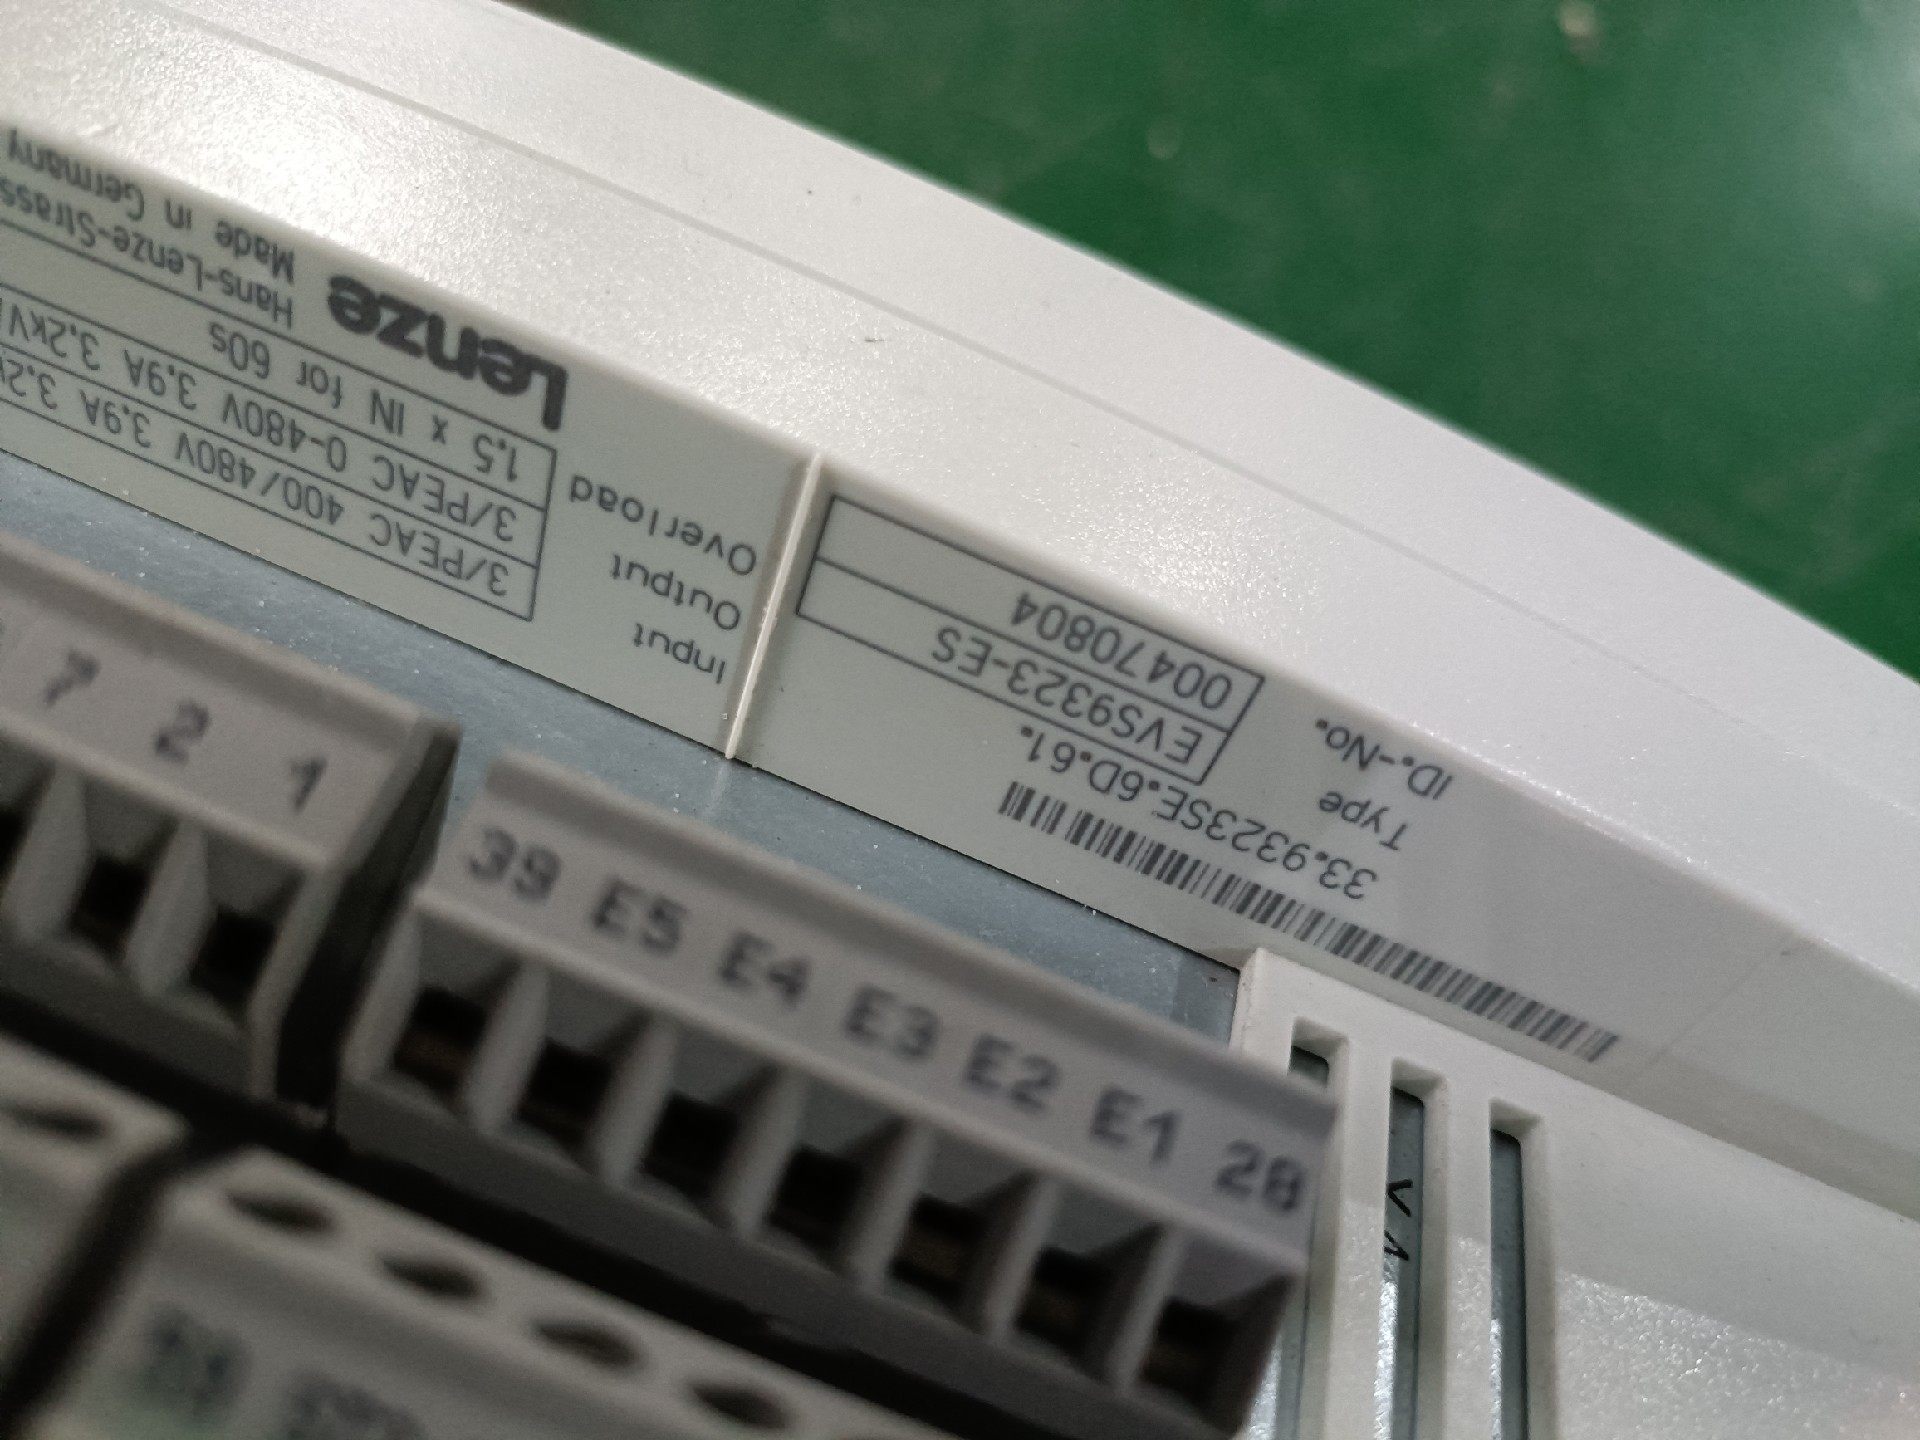 33.9323SE.6D.61.
Type EVS9323-ES
ID.-No. 00470804
Input 3/PEAC 400/480V 3.9A
Output 3/PEAC 0-480V 3.9A 3.2kV
Overload 1.5 x IN for 60s
Lenze
Hans-Lenze-Strass
Made in Germany
28 E1 E2 E3 E4 E5 39
1 2 7